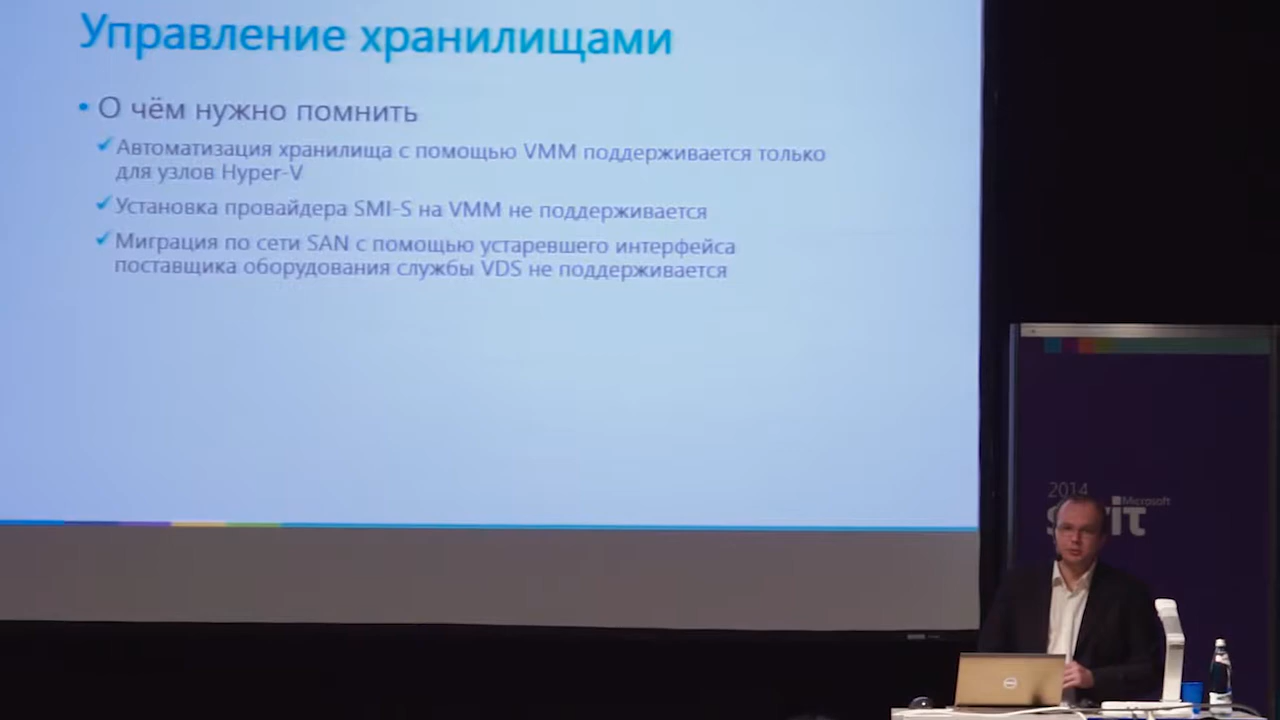 Управление хранилищами
• О чём нужно помнить
✓ Автоматизация хранилища с помощью VMM поддерживается только
для узлов Hyper-V
✓ Установка провайдера SMI-S на VMM не поддерживается
✓ Миграция по сети SAN с помощью устаревшего интерфейса
поставщика оборудования службы VDS не поддерживается
2014
Microsoft
DELL